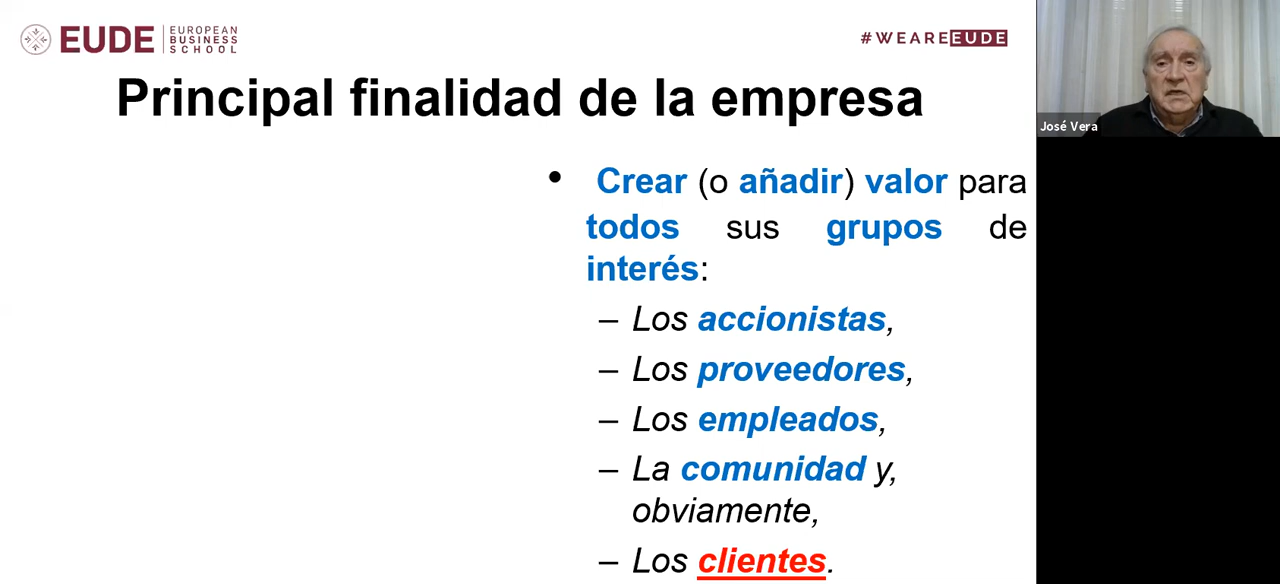 EUDE
EUROPEAN
BUSINESS
SCHOOL
#WEAREEUDE
Principal finalidad de la empresa
José Vera
• Crear (o añadir) valor para
todos sus grupos de
interés:
– Los accionistas,
– Los proveedores,
– Los empleados,
– La comunidad y,
obviamente,
– Los clientes.